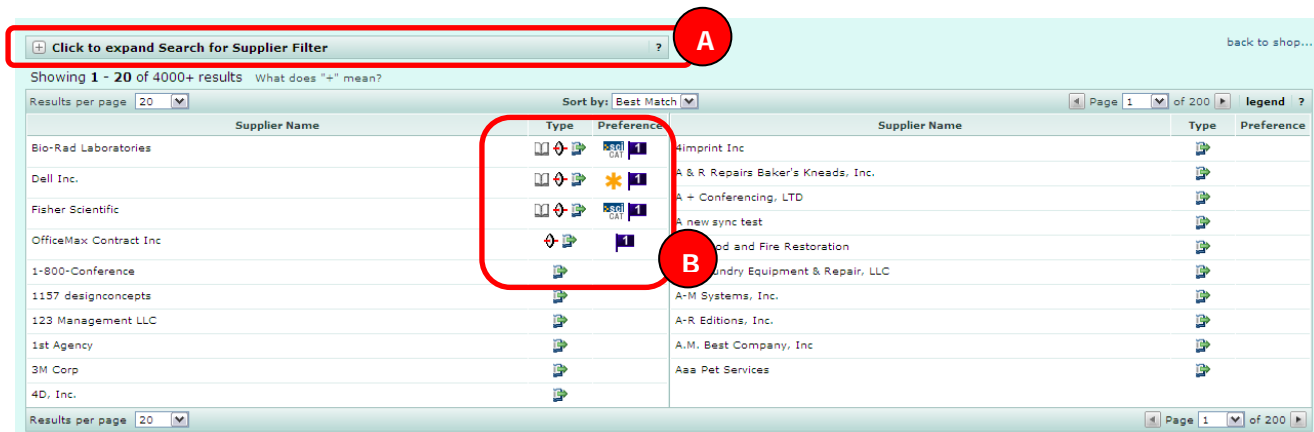 A
Click to expand Search for Supplier Filter ?
back to shop...
Showing 1 - 20 of 4000+ results What does "+" mean?
Results per page 20 Sort by: Best Match Page 1 of 200 legend ?
Supplier Name Type Preference Supplier Name Type Preference
Bio-Rad Laboratories sci CAT 1
Dell Inc. 1
Fisher Scientific sci CAT 1
OfficeMax Contract Inc 1
1-800-Conference
1157 designconcepts
123 Management LLC
1st Agency
3M Corp
4D, Inc.
4imprint Inc
A & R Repairs Baker's Kneads, Inc.
A + Conferencing, LTD
A new sync test
and Fire Restoration
B
Equipment & Repair, LLC
A-M Systems, Inc.
A-R Editions, Inc.
A.M. Best Company, Inc
Aaa Pet Services
Results per page 20 Page 1 of 200